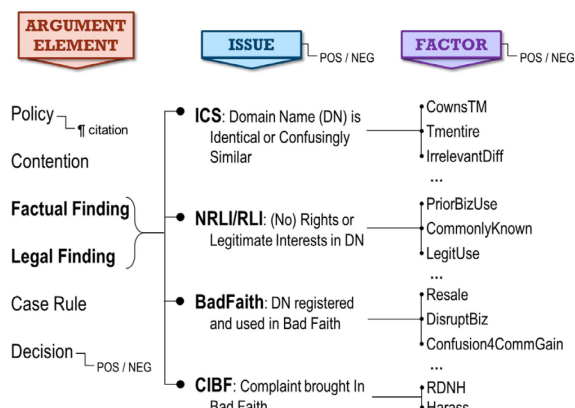 ARGUMENT
ELEMENT
ISSUE
POS / NEG
FACTOR
POS / NEG
Policy
¶ citation
Contention
Factual Finding
Legal Finding
Case Rule
Decision
POS / NEG
ICS: Domain Name (DN) is
Identical or Confusingly
Similar
CownsTM
Tmentire
IrrelevantDiff
...
NRLI/RLI: (No) Rights or
Legitimate Interests in DN
PriorBizUse
CommonlyKnown
LegitUse
...
BadFaith: DN registered
and used in Bad Faith
Resale
DisruptBiz
Confusion4CommGain
...
CIBF: Complaint brought In
Bad Faith
RDNH
Harass